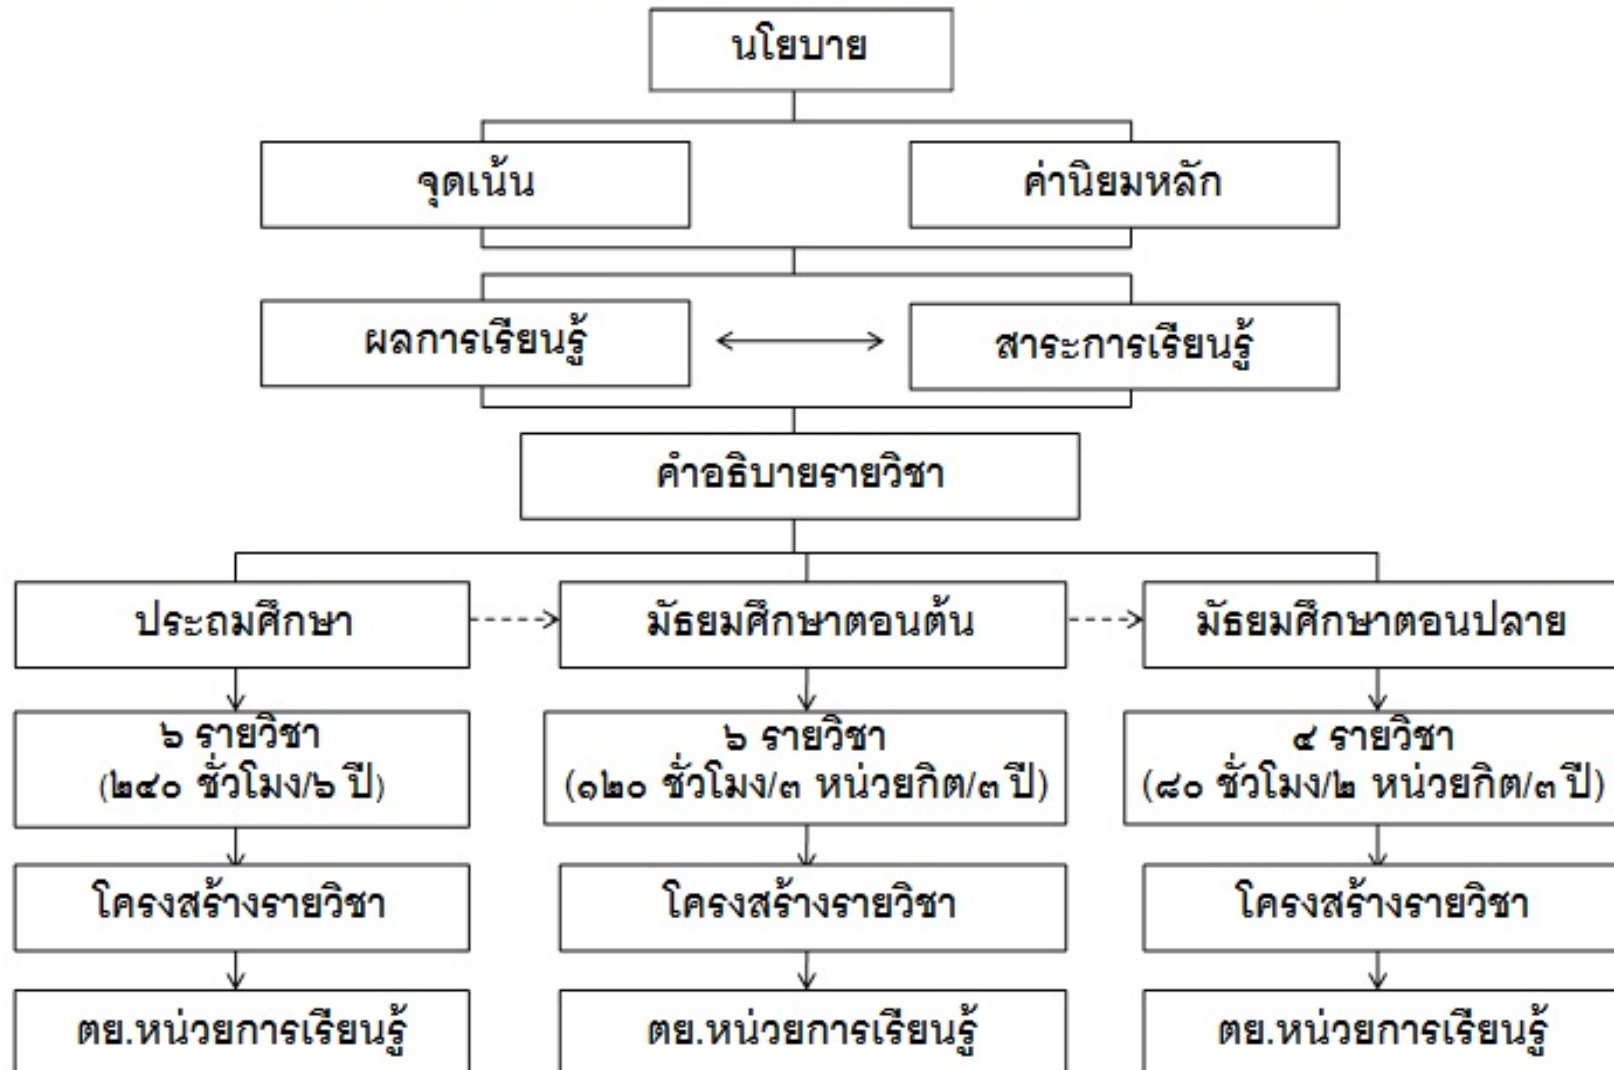 นโยบาย
จุดเน้น
ค่านิยมหลัก
ผลการเรียนรู้
สาระการเรียนรู้
คำอธิบายรายวิชา
ประถมศึกษา
มัธยมศึกษาตอนต้น
มัธยมศึกษาตอนปลาย
๖ รายวิชา
(๒๔๐ ชั่วโมง/๖ ปี)
๖ รายวิชา
(๑๒๐ ชั่วโมง/๓ หน่วยกิต/๓ ปี)
๔ รายวิชา
(๘๐ ชั่วโมง/๒ หน่วยกิต/๓ ปี)
โครงสร้างรายวิชา
โครงสร้างรายวิชา
โครงสร้างรายวิชา
ตย.หน่วยการเรียนรู้
ตย.หน่วยการเรียนรู้
ตย.หน่วยการเรียนรู้